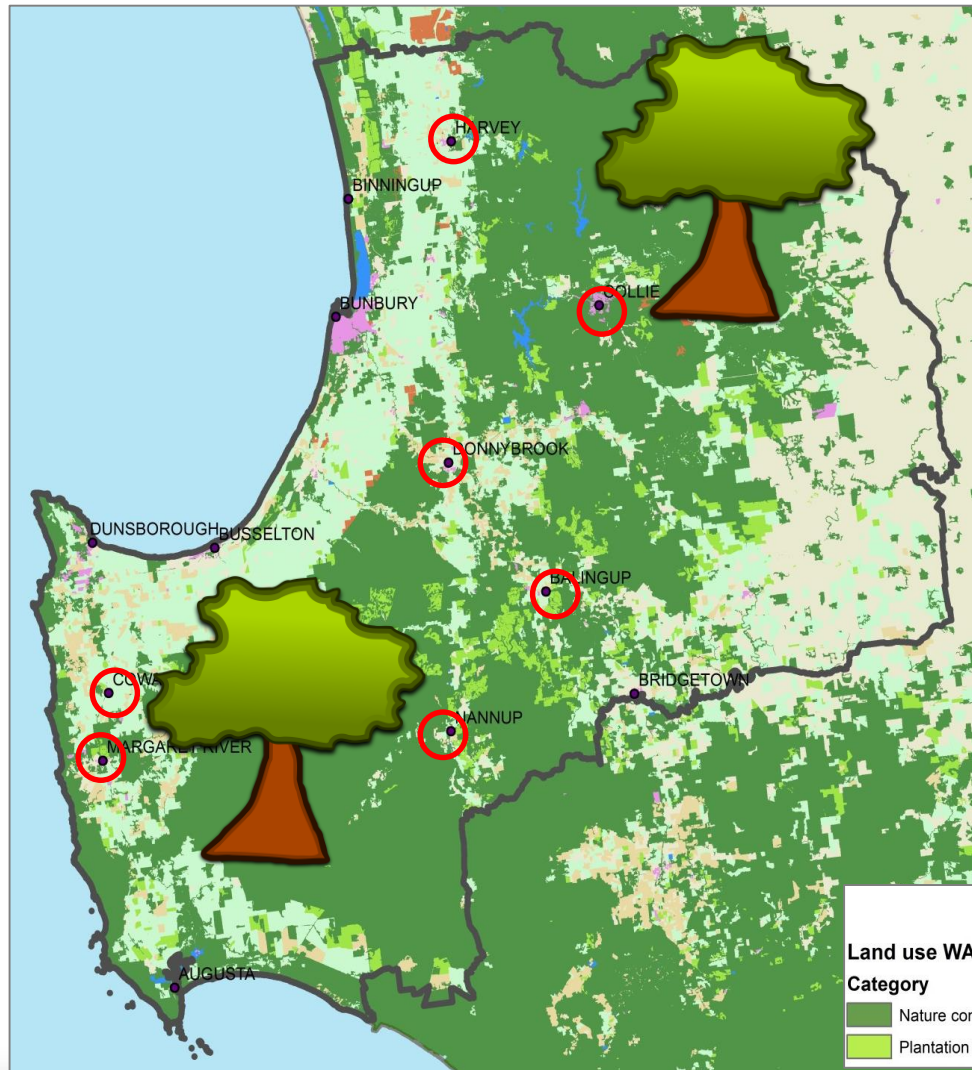 HARVEY
BINNINGUP
COLLIE
BUNBURY
DONNYBROOK
DUNSBOROUGH
BUSSELTON
BALINGUP
COWA
BRIDGETOWN
NANNUP
MARGARET RIVER
AUGUSTA
Land use WA
Category
Nature con
Plantation